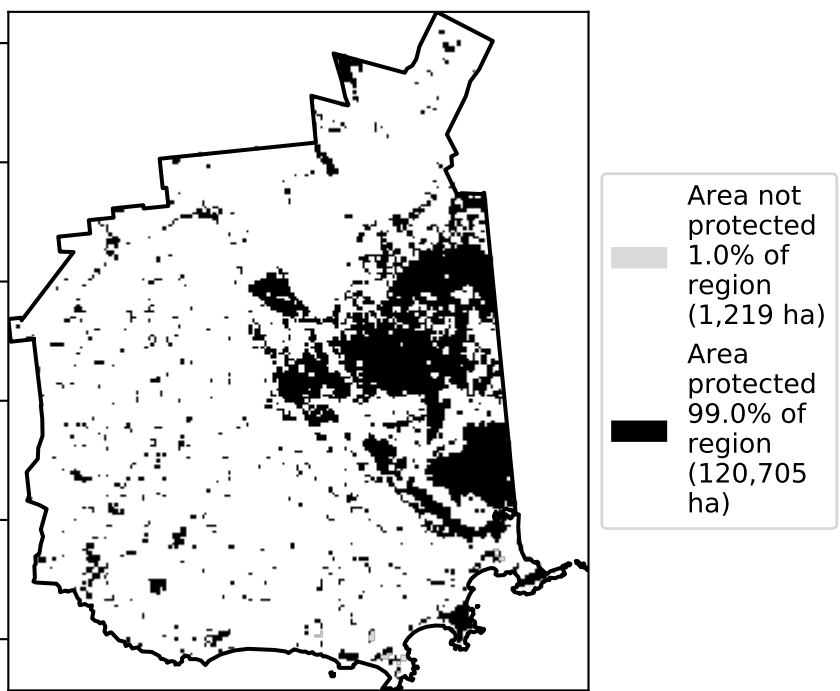 Area not
protected
1.0% of
region
(1,219 ha)
Area
protected
99.0% of
region
(120,705
ha)